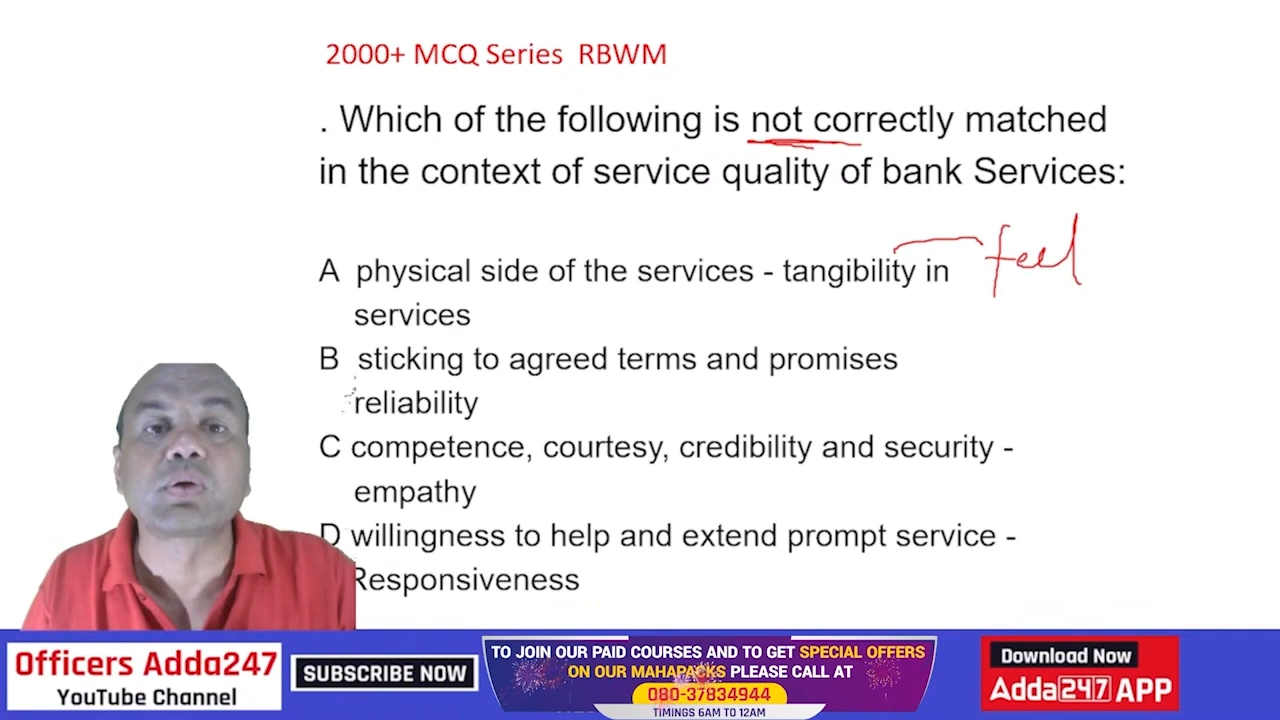 2000+ MCQ Series RBWM
. Which of the following is not correctly matched
in the context of service quality of bank Services:
feel
A physical side of the services - tangibility in
services
B sticking to agreed terms and promises
reliability
C competence, courtesy, credibility and security -
empathy
D willingness to help and extend prompt service -
Responsiveness
Officers Adda247
YouTube Channel
SUBSCRIBE NOW
TO JOIN OUR PAID COURSES AND TO GET SPECIAL OFFERS
ON OUR MAHAPACKS PLEASE CALL AT
080-37834944
TIMINGS 6AM TO 12AM
Download Now
Adda247 APP